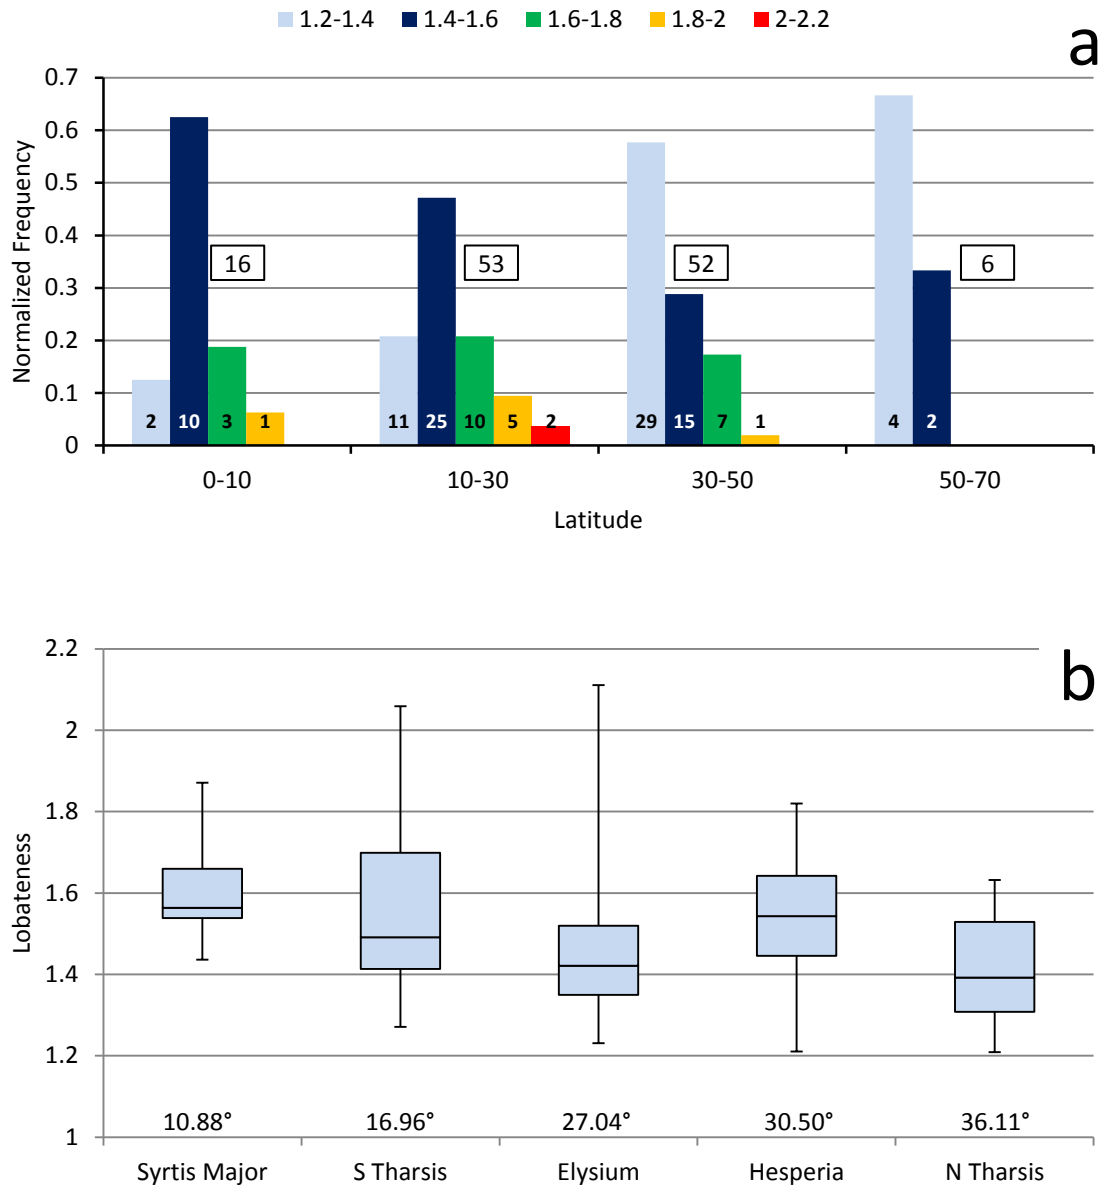 1.2-1.4 1.4-1.6 1.6-1.8 1.8-2 2-2.2
a
Normalized Frequency
0.7
0.6
0.5
0.4
0.3
0.2
0.1
0
16 53 52 6
2 10 3 1 11 25 10 5 2 29 15 7 1 4 2
0-10 10-30 30-50 50-70
Latitude
b
Lobateness
2.2
2
1.8
1.6
1.4
1.2
1
10.88° 16.96° 27.04° 30.50° 36.11°
Syrtis Major S Tharsis Elysium Hesperia N Tharsis